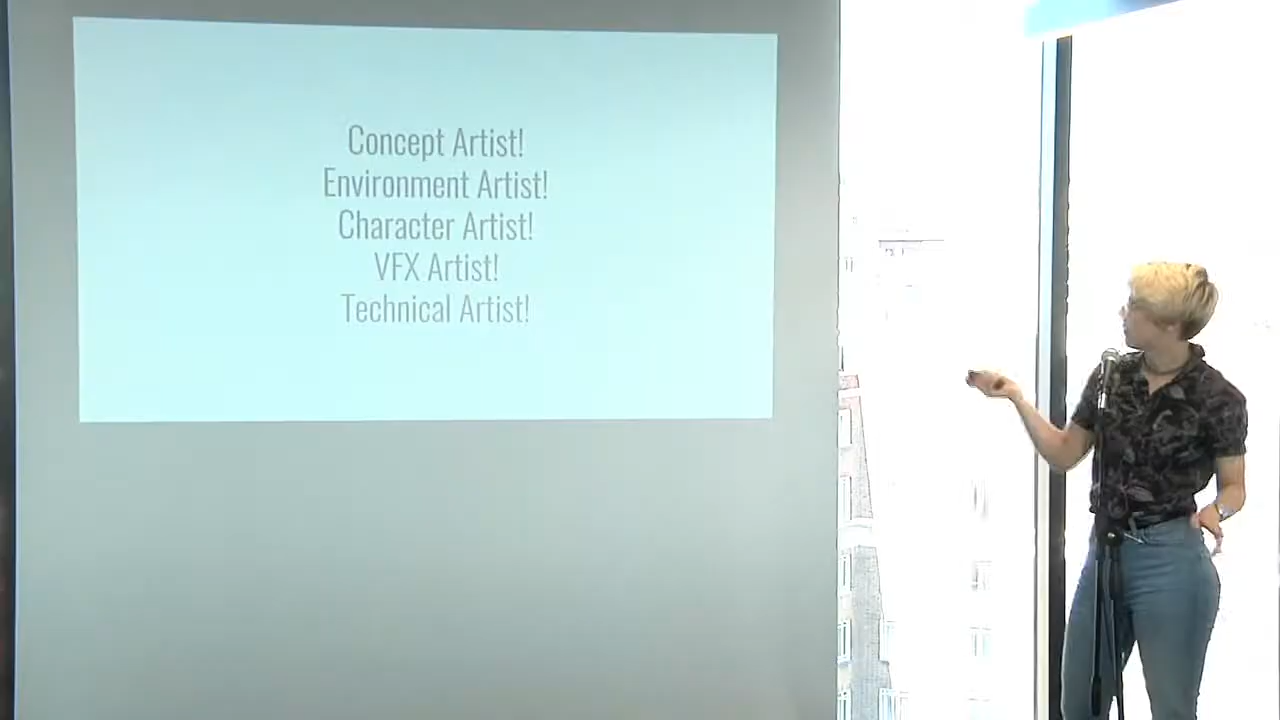 Concept Artist!
Environment Artist!
Character Artist!
VFX Artist!
Technical Artist!